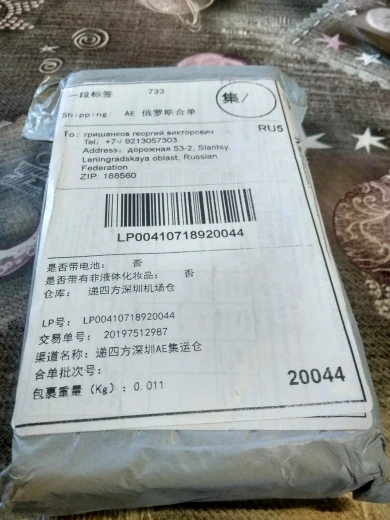 一段标签 733
集/
Shipping: AE 俄罗斯合单
RU5
To: гришанков георгий викторович
Tel: +7-/ 9213057303
Address: дорожная 53-2, Slantsy,
Leningradskaya oblast, Russian
Federation
ZIP: 188560
LP00410718920044
是否带电池: 否
是否带有非液体化妆品: 否
仓库: 递四方深圳机场仓
LP号: LP00410718920044
交易单号: 20197512987
渠道名称: 递四方深圳AE集运仓
合单批次号:
包裹重量 (Kg): 0.011
20044